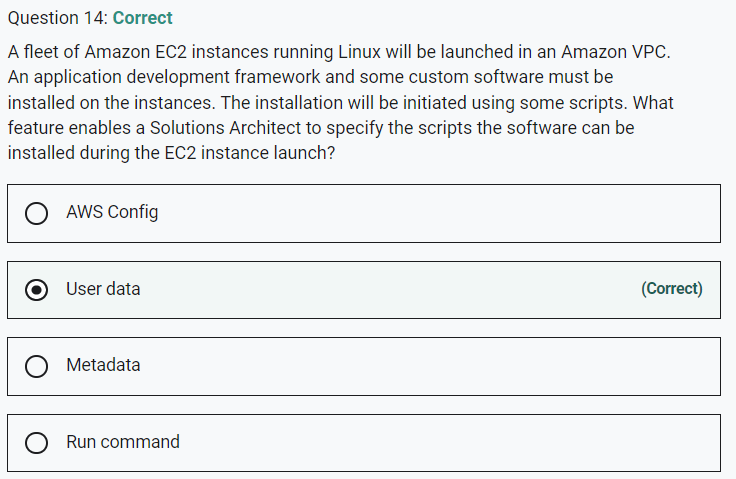 Question 14: Correct
A fleet of Amazon EC2 instances running Linux will be launched in an Amazon VPC.
An application development framework and some custom software must be
installed on the instances. The installation will be initiated using some scripts. What
feature enables a Solutions Architect to specify the scripts the software can be
installed during the EC2 instance launch?
AWS Config
User data (Correct)
Metadata
Run command